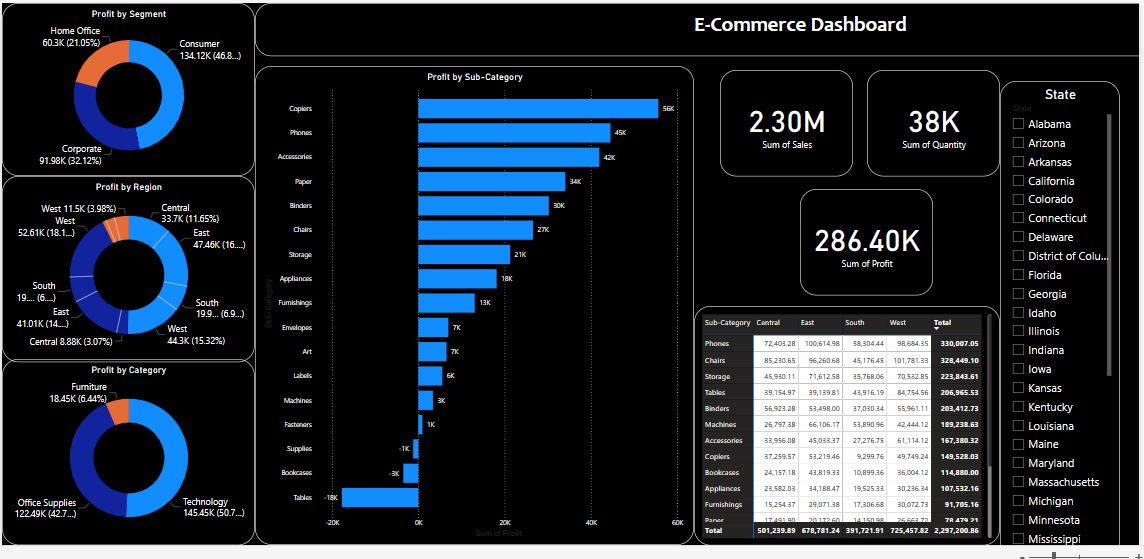 Profit by Segment
Home Office
60.3K (21.05%)
Consumer
134.12K (46.8...)
Corporate
91.98K (32.12%)
Profit by Region
West 11.5K (3.98%)
Central
33.7K (11.65%)
West
52.61K (18.1...)
East
47.46K (16....)
South
19.... (6....)
South
19.9... (6.9...)
East
41.01K (14....)
West
44.3K (15.32%)
Central 8.88K (3.07%)
Profit by Category
Furniture
18.45K (6.44%)
Office Supplies
122.49K (42.7...)
Technology
145.45K (50.7...)
E-Commerce Dashboard
Profit by Sub-Category
Sub-Category
Copiers 56K
Phones 45K
Accessories 42K
Paper 34K
Binders 30K
Chairs 27K
Storage 21K
Appliances 18K
Furnishings 13K
Envelopes 7K
Art 7K
Labels 6K
Machines 3K
Fasteners 1K
Supplies -1K
Bookcases -3K
Tables -18K
-20K 0K 20K 40K 60K
Sum of Profit
2.30M
Sum of Sales
38K
Sum of Quantity
286.40K
Sum of Profit
Sub-Category Central East South West Total
Phones 72,403.28 100,614.98 58,304.44 98,684.35 330,007.05
Chairs 85,230.65 96,260.68 45,176.45 101,781.33 328,449.10
Storage 45,930.11 71,612.58 35,768.06 70,532.85 223,843.61
Tables 39,154.97 39,139.81 43,916.19 84,754.56 206,965.53
Binders 56,923.28 53,498.00 37,030.34 55,961.11 203,412.73
Machines 26,797.38 66,106.17 53,890.96 42,444.12 189,238.63
Accessories 33,956.08 45,033.37 27,276.75 61,114.12 167,380.32
Copiers 37,259.57 53,219.46 9,299.76 49,749.24 149,528.03
Bookcases 24,157.18 43,819.33 10,899.36 36,004.12 114,880.00
Appliances 23,582.03 34,188.47 19,525.33 30,236.34 107,532.16
Furnishings 15,254.37 29,071.38 17,306.68 30,072.73 91,705.16
Paper 17,491.90 20,172.60 14,150.98 26,663.72 78,479.21
Total 501,239.89 678,781.24 391,721.91 725,457.82 2,297,200.86
State
State
Alabama
Arizona
Arkansas
California
Colorado
Connecticut
Delaware
District of Colu...
Florida
Georgia
Idaho
Illinois
Indiana
Iowa
Kansas
Kentucky
Louisiana
Maine
Maryland
Massachusetts
Michigan
Minnesota
Mississippi